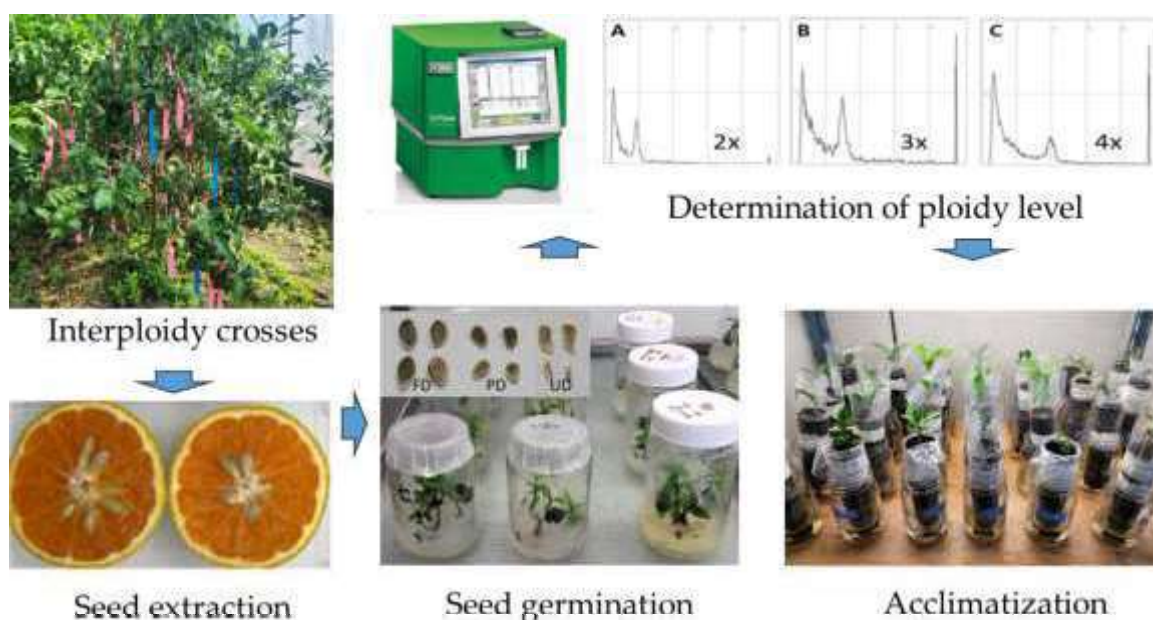 A
B
C
2x
3x
4x
Determination of ploidy level
Interploidy crosses
FD
PD
UD
Seed extraction
Seed germination
Acclimatization